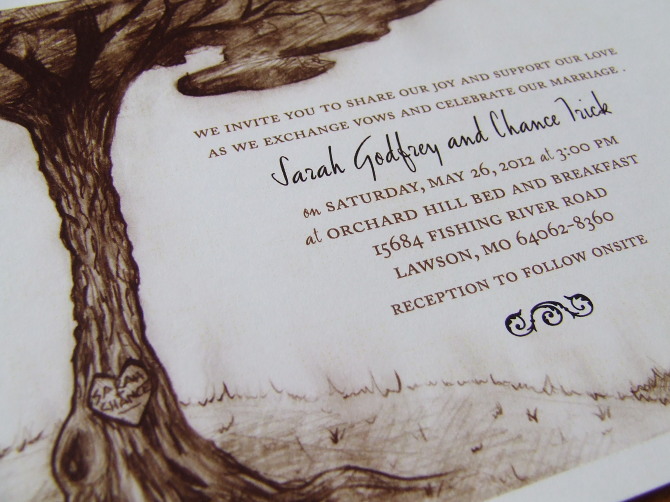 WE INVITE YOU TO SHARE OUR JOY AND SUPPORT OUR LOVE
AS WE EXCHANGE VOWS AND CELEBRATE OUR MARRIAGE.
Sarah Godfrey and Chance Trick
on SATURDAY, MAY 26, 2012 at 3:00 PM
at ORCHARD HILL BED AND BREAKFAST
15684 FISHING RIVER ROAD
LAWSON, MO 64062-8360
RECEPTION TO FOLLOW ONSITE
SARAH
CHANCE